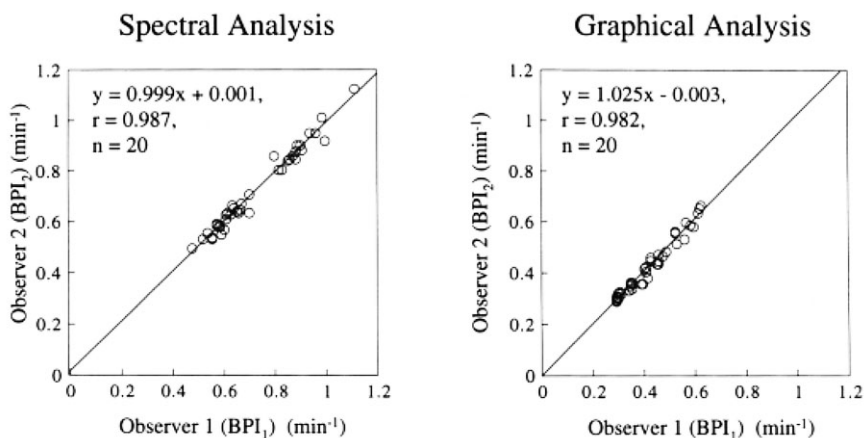 Spectral Analysis
1.2
1
0.8
0.6
0.4
0.2
0
y = 0.999x + 0.001,
r = 0.987,
n = 20
Observer 2 (BPI₂) (min⁻¹)
0 0.2 0.4 0.6 0.8 1 1.2
Observer 1 (BPI₁) (min⁻¹)
Graphical Analysis
1.2
1
0.8
0.6
0.4
0.2
0
y = 1.025x - 0.003,
r = 0.982,
n = 20
Observer 2 (BPI₂) (min⁻¹)
0 0.2 0.4 0.6 0.8 1 1.2
Observer 1 (BPI₁) (min⁻¹)